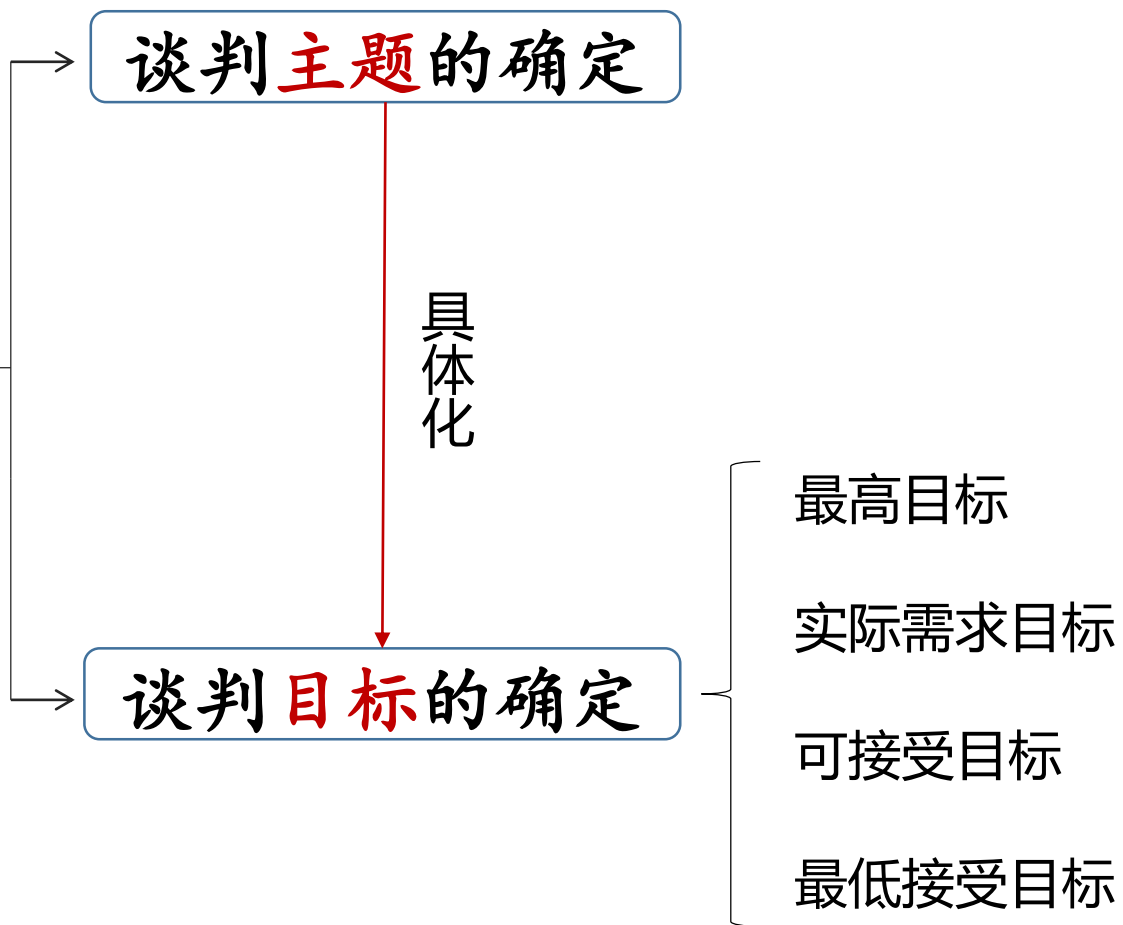 谈判主题的确定
具体化
谈判目标的确定
最高目标
实际需求目标
可接受目标
最低接受目标